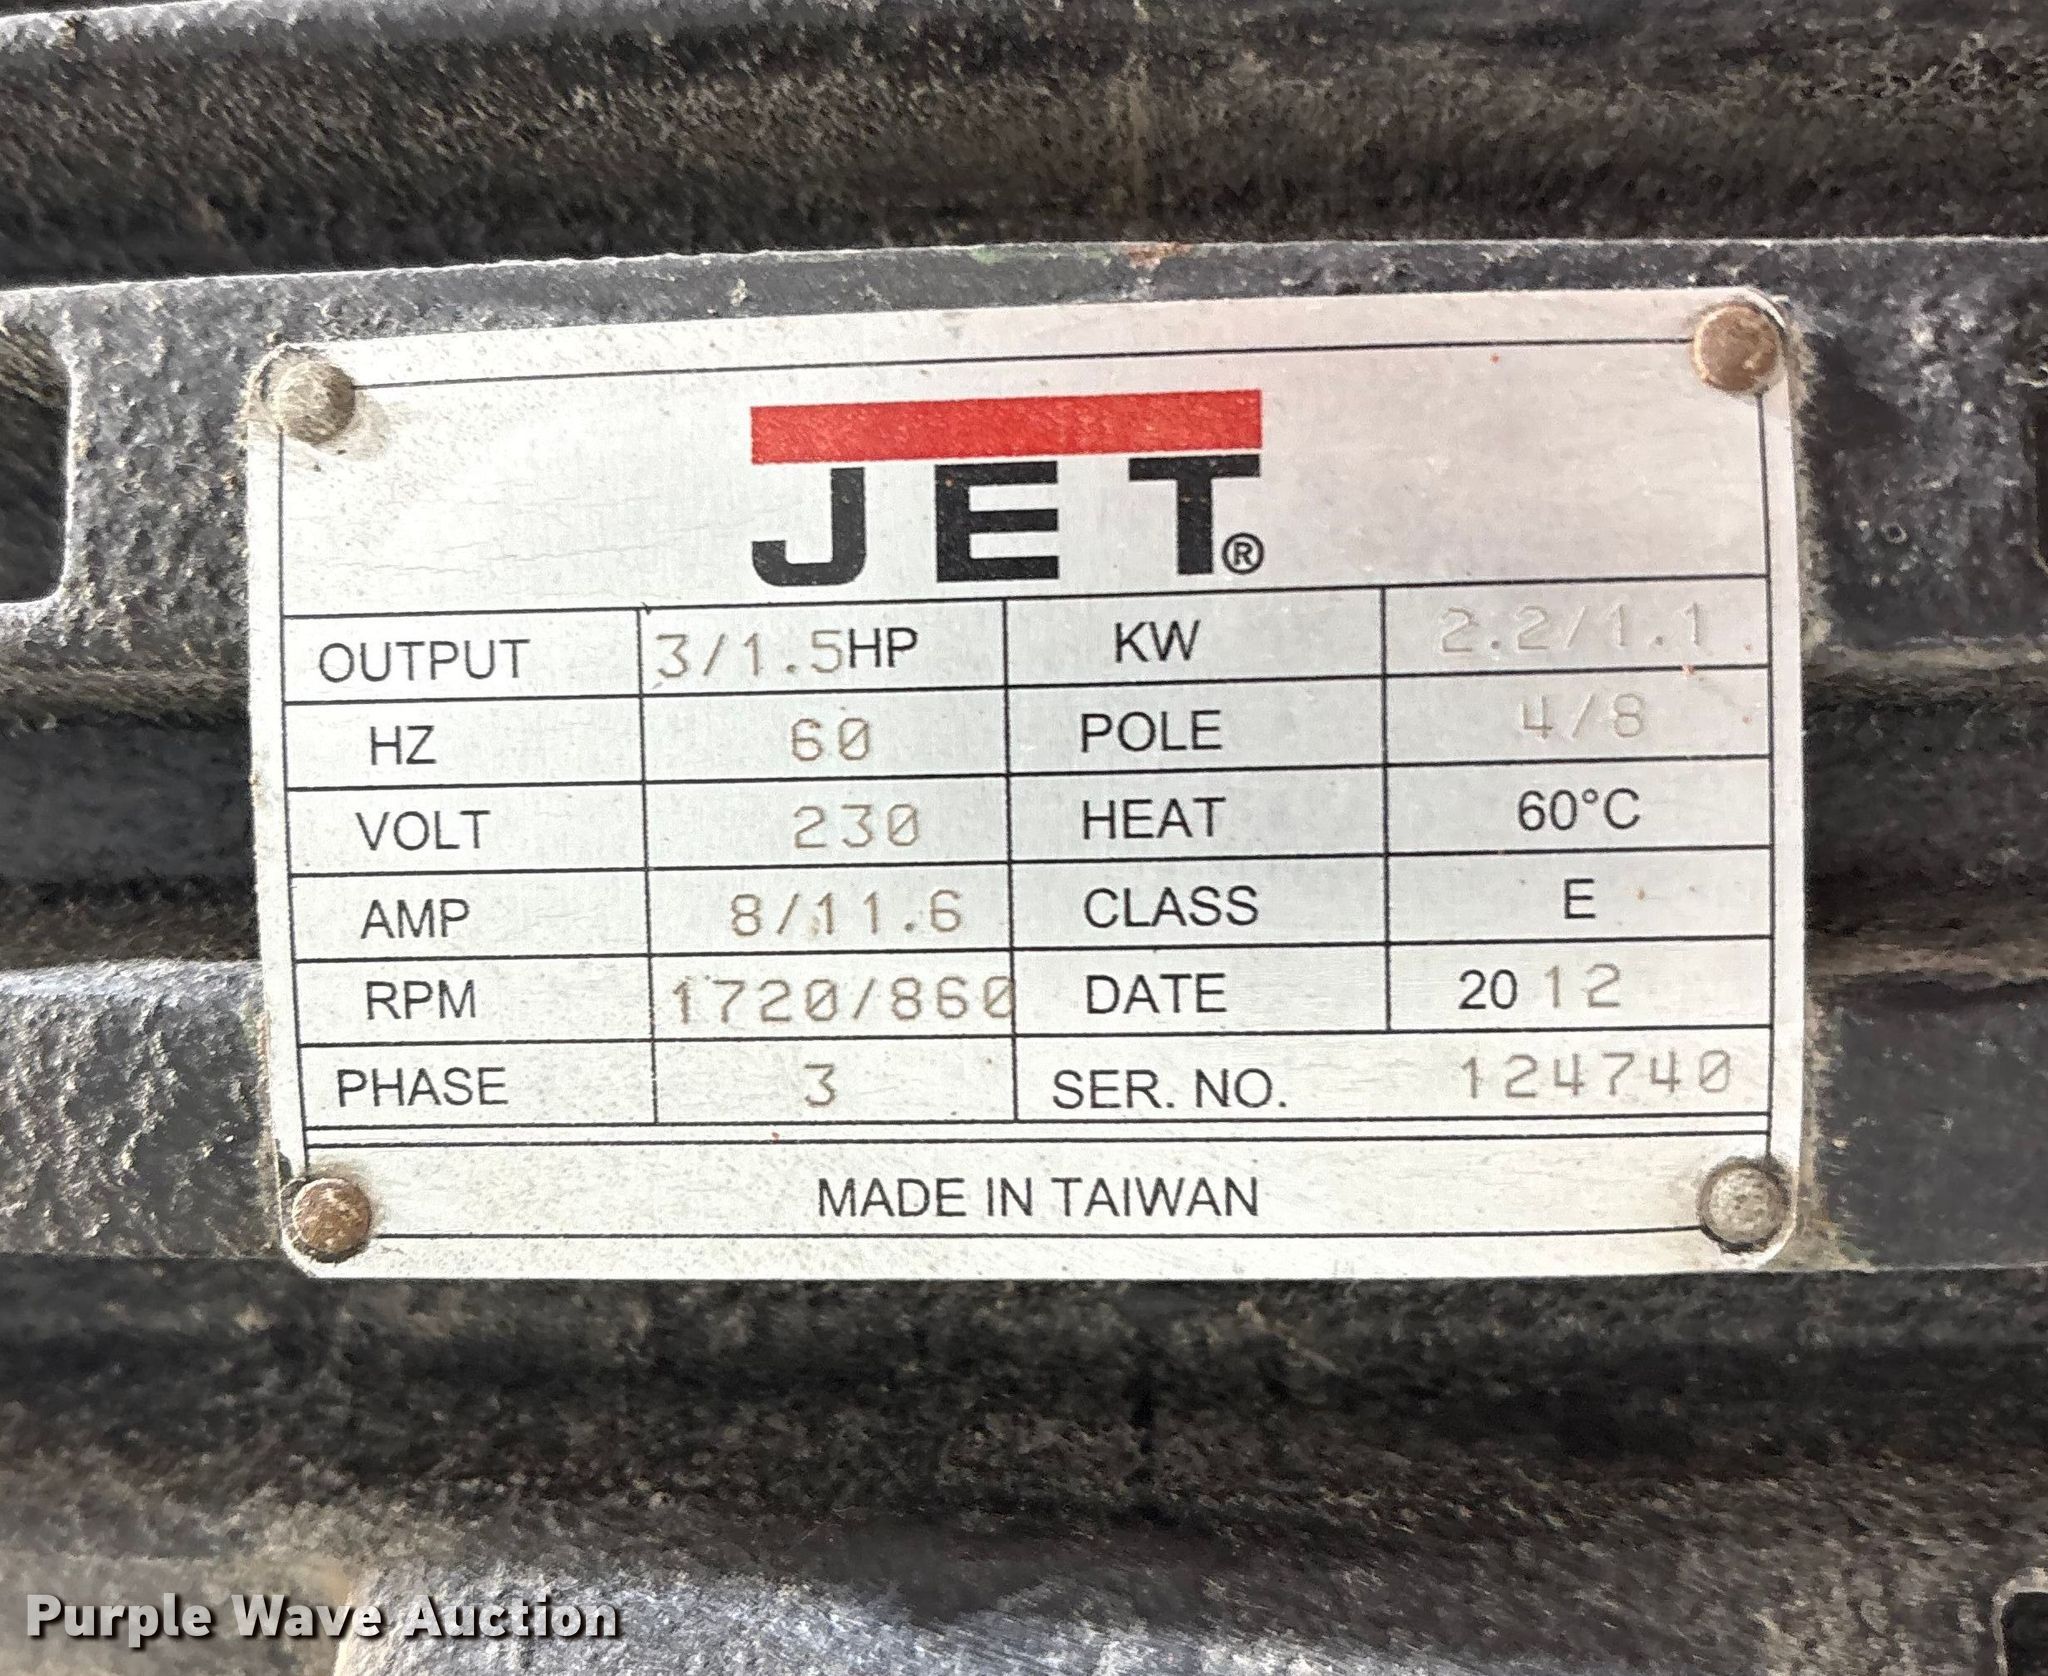 JET®
OUTPUT 3/1.5HP KW 2.2/1.1
HZ 60 POLE 4/8
VOLT 230 HEAT 60°C
AMP 8/11.6 CLASS E
RPM 1720/860 DATE 2012
PHASE 3 SER. NO. 124740
MADE IN TAIWAN
Purple Wave Auction